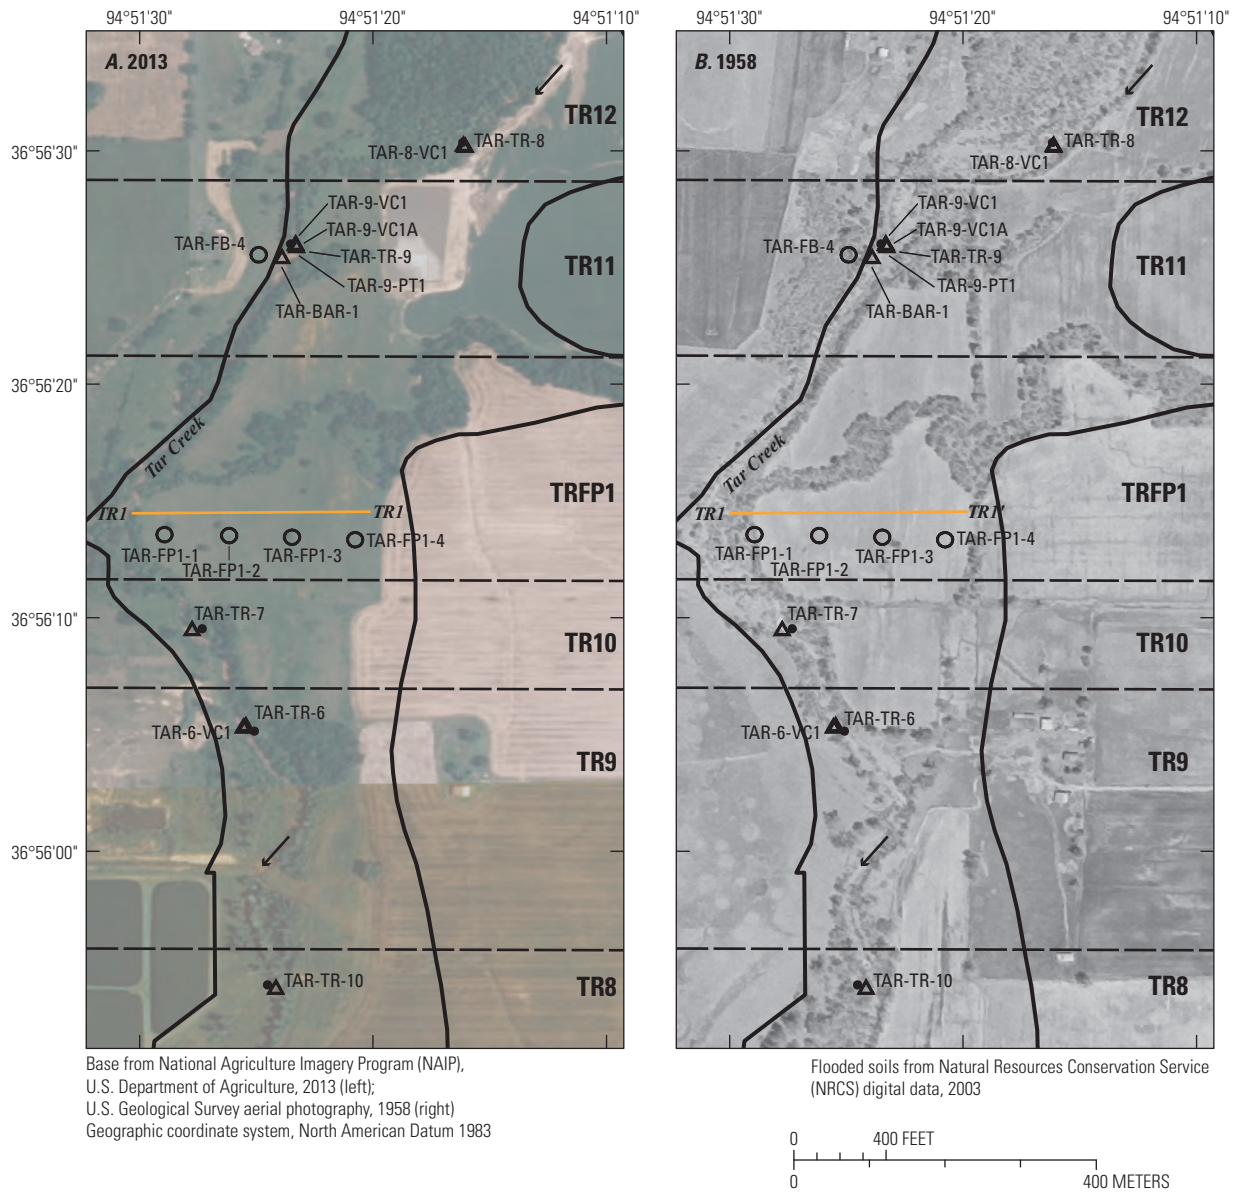 94°51'30" 94°51'20" 94°51'10" 94°51'30" 94°51'20" 94°51'10"
A. 2013
TR12
36°56'30"
TAR-TR-8
TAR-8-VC1
TAR-9-VC1
TAR-9-VC1A
TAR-FB-4
TAR-TR-9
TR11
TAR-9-PT1
TAR-BAR-1
36°56'20"
Tar Creek
TRFP1
TR1 TR1
TAR-FP1-1
TAR-FP1-2
TAR-FP1-3
TAR-FP1-4
36°56'10"
TAR-TR-7
TR10
TAR-TR-6
TAR-6-VC1
TR9
36°56'00"
TAR-TR-10
TR8
B. 1958
TR12
TAR-TR-8
TAR-8-VC1
TAR-9-VC1
TAR-9-VC1A
TAR-FB-4
TAR-TR-9
TR11
TAR-9-PT1
TAR-BAR-1
Tar Creek
TRFP1
TR1 TR1'
TAR-FP1-1
TAR-FP1-2
TAR-FP1-3
TAR-FP1-4
TAR-TR-7
TR10
TAR-TR-6
TAR-6-VC1
TR9
TAR-TR-10
TR8
Base from National Agriculture Imagery Program (NAIP),
U.S. Department of Agriculture, 2013 (left);
U.S. Geological Survey aerial photography, 1958 (right)
Geographic coordinate system, North American Datum 1983
Flooded soils from Natural Resources Conservation Service
(NRCS) digital data, 2003
0 400 FEET
0 400 METERS